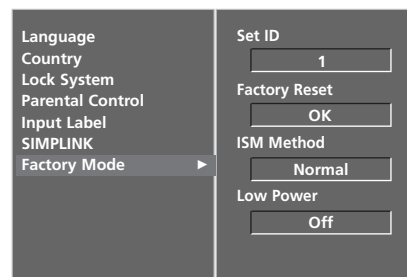 Language
Country
Lock System
Parental Control
Input Label
SIMPLINK
Factory Mode ►
Set ID
1
Factory Reset
OK
ISM Method
Normal
Low Power
Off